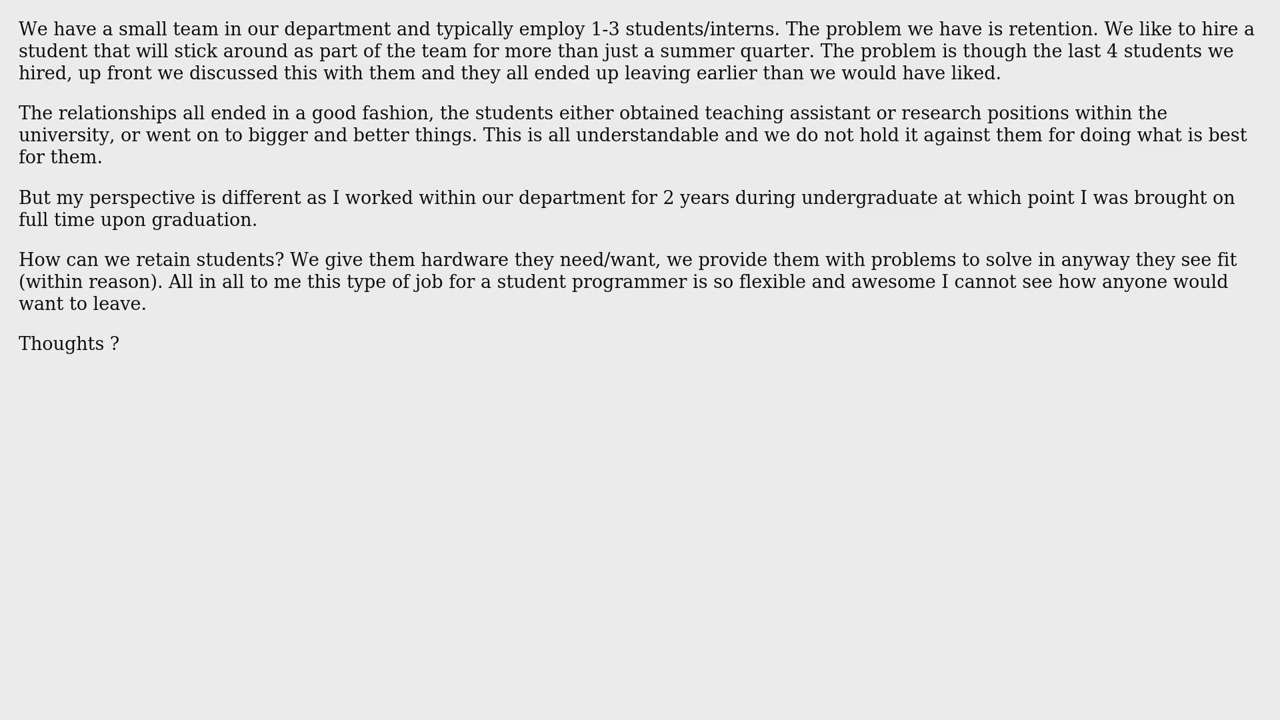 We have a small team in our department and typically employ 1-3 students/interns. The problem we have is retention. We like to hire a
student that will stick around as part of the team for more than just a summer quarter. The problem is though the last 4 students we
hired, up front we discussed this with them and they all ended up leaving earlier than we would have liked.
The relationships all ended in a good fashion, the students either obtained teaching assistant or research positions within the
university, or went on to bigger and better things. This is all understandable and we do not hold it against them for doing what is best
for them.
But my perspective is different as I worked within our department for 2 years during undergraduate at which point I was brought on
full time upon graduation.
How can we retain students? We give them hardware they need/want, we provide them with problems to solve in anyway they see fit
(within reason). All in all to me this type of job for a student programmer is so flexible and awesome I cannot see how anyone would
want to leave.
Thoughts ?